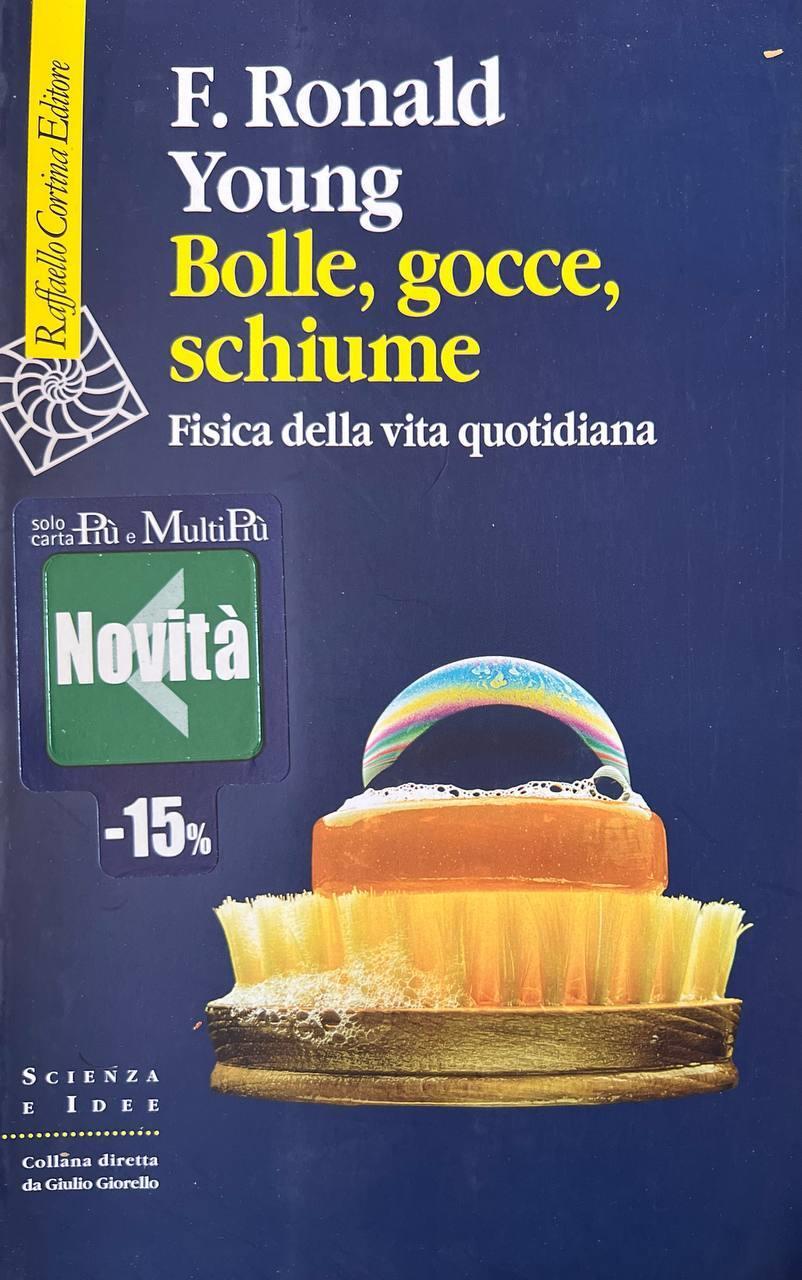 Raffaello Cortina Editore
F. Ronald
Young
Bolle, gocce,
schiume
Fisica della vita quotidiana
solo
carta Più e MultiPiù
Novità
-15%
SCIENZA
E IDEE
Collana diretta
da Giulio Giorello